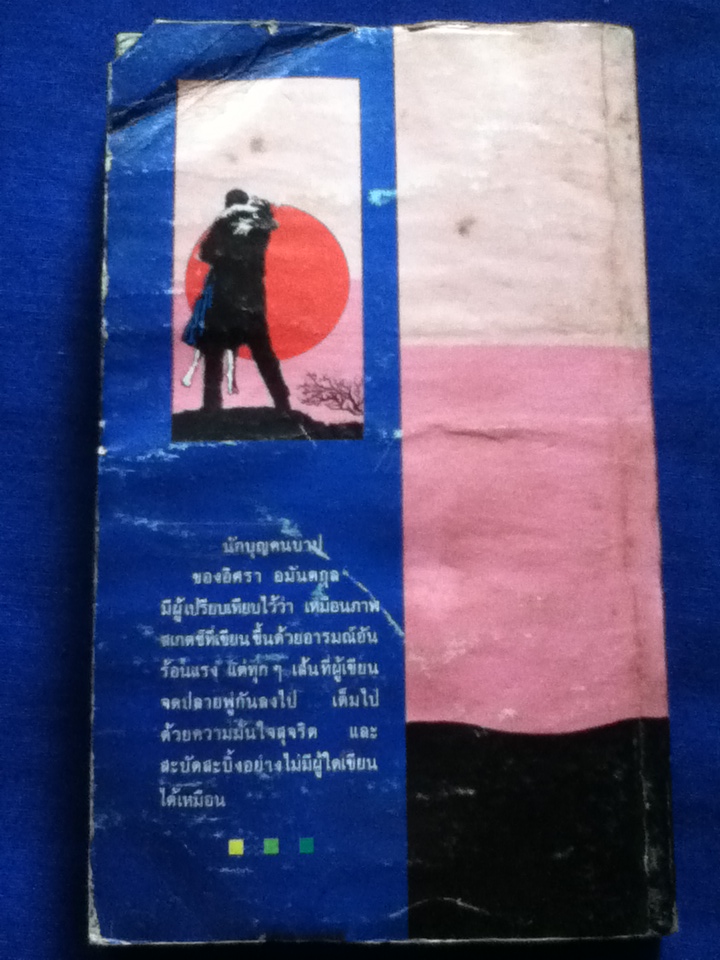 นักบุญคนบาป
ของอิศรา อมันตกุล
มีผู้เปรียบเทียบไว้ว่า เหมือนภาพ
สเกตซ์ที่เขียนขึ้นด้วยอารมณ์อัน
ร้อนแรง แต่ทุก ๆ เส้นที่ผู้เขียน
จดปลายพู่กันลงไป เต็มไป
ด้วยความมั่นใจสุจริต และ
สะบัดสะบิ้งอย่างไม่มีผู้ใดเขียน
ได้เหมือน